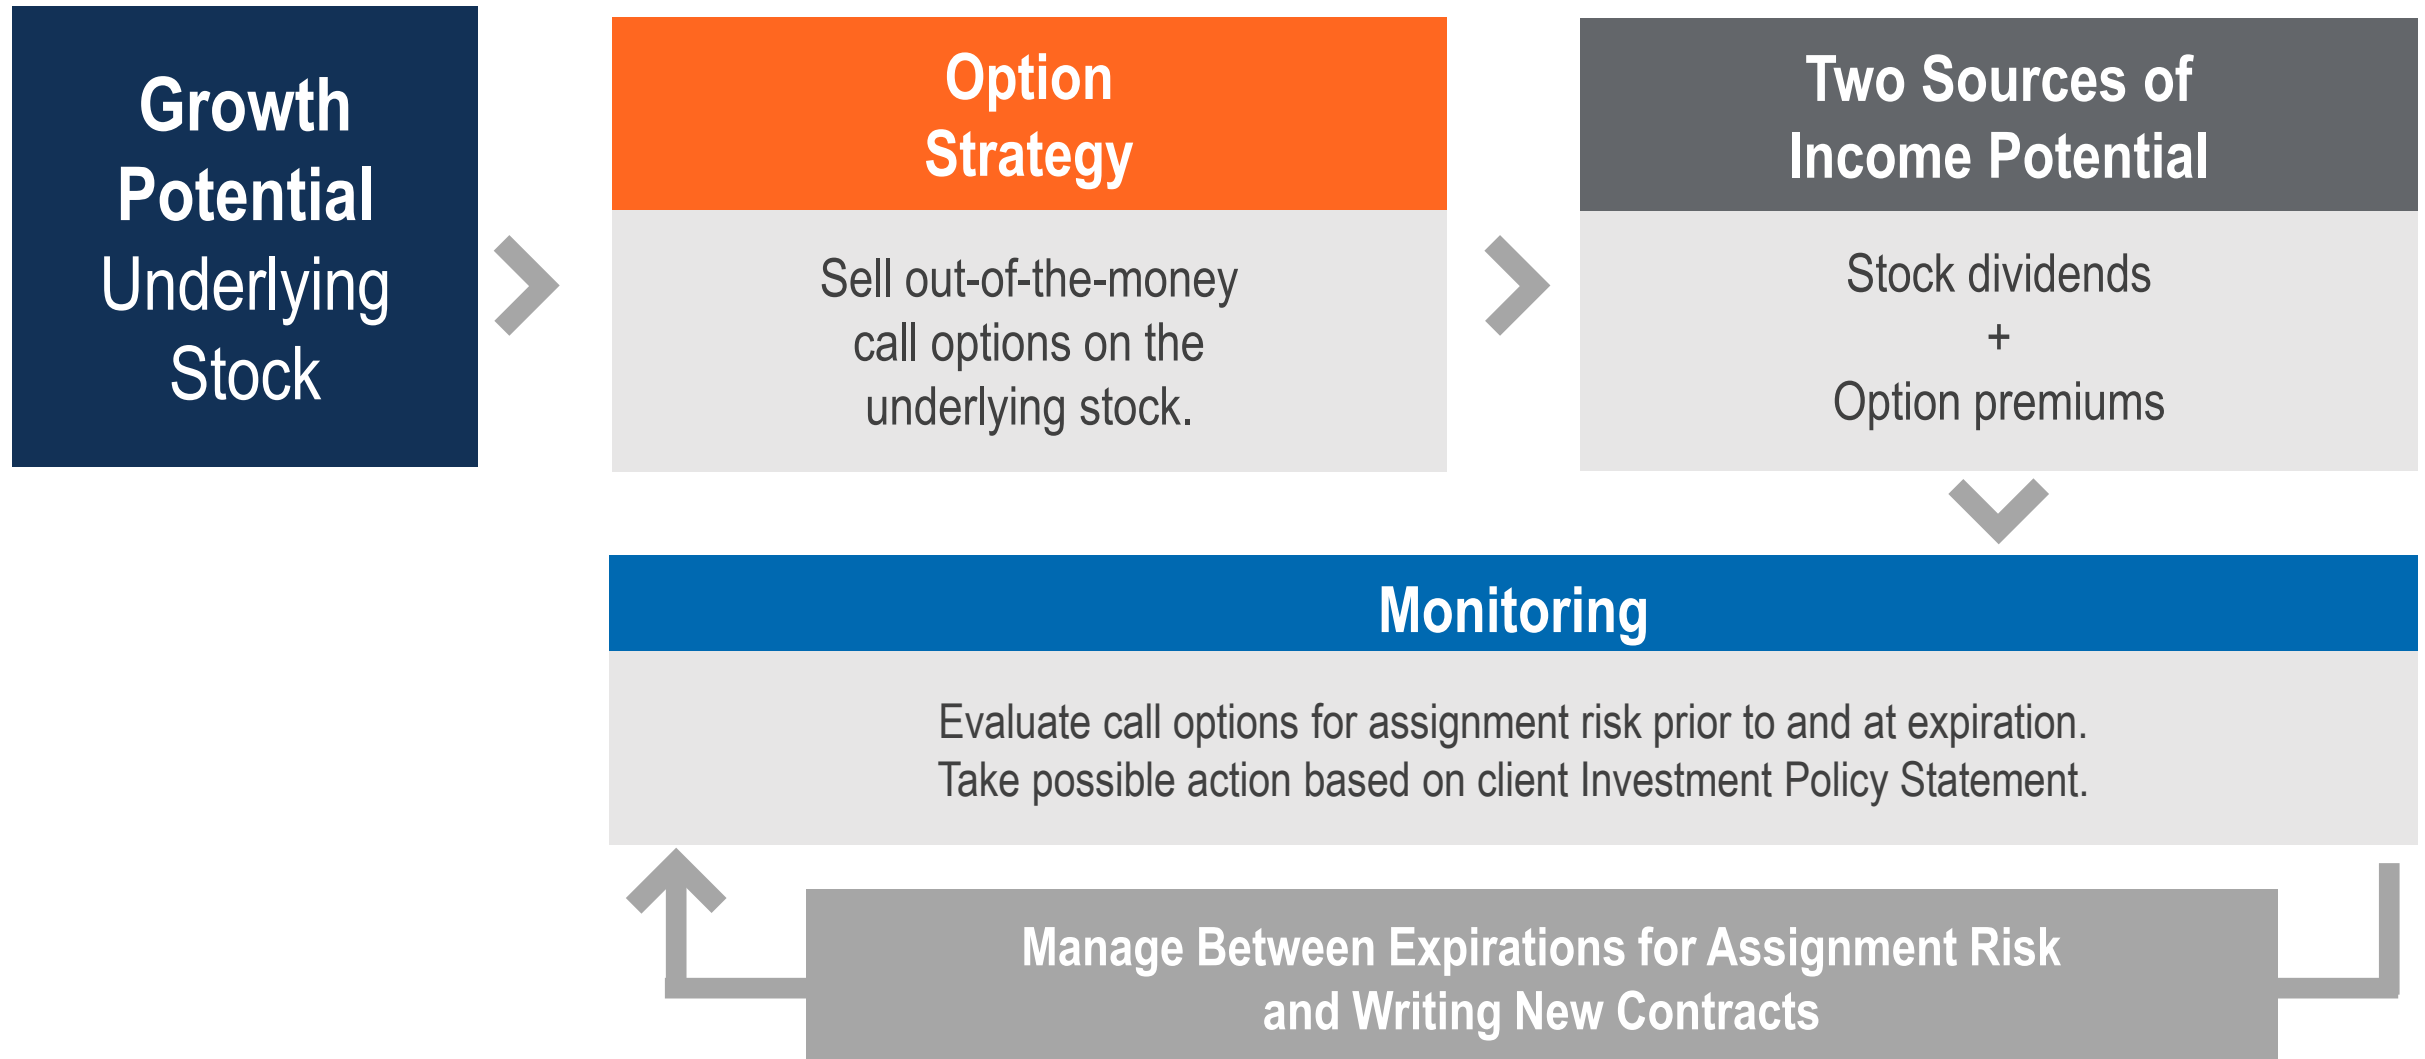 Growth
Potential
Underlying
Stock
Option
Strategy
Sell out-of-the-money
call options on the
underlying stock.
Two Sources of
Income Potential
Stock dividends
+
Option premiums
Monitoring
Evaluate call options for assignment risk prior to and at expiration.
Take possible action based on client Investment Policy Statement.
Manage Between Expirations for Assignment Risk
and Writing New Contracts